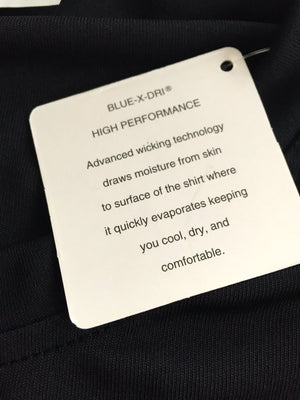 BLUE-X-DRI®
HIGH PERFORMANCE
Advanced wicking technology
draws moisture from skin
to surface of the shirt where
it quickly evaporates keeping
you cool, dry, and
comfortable.